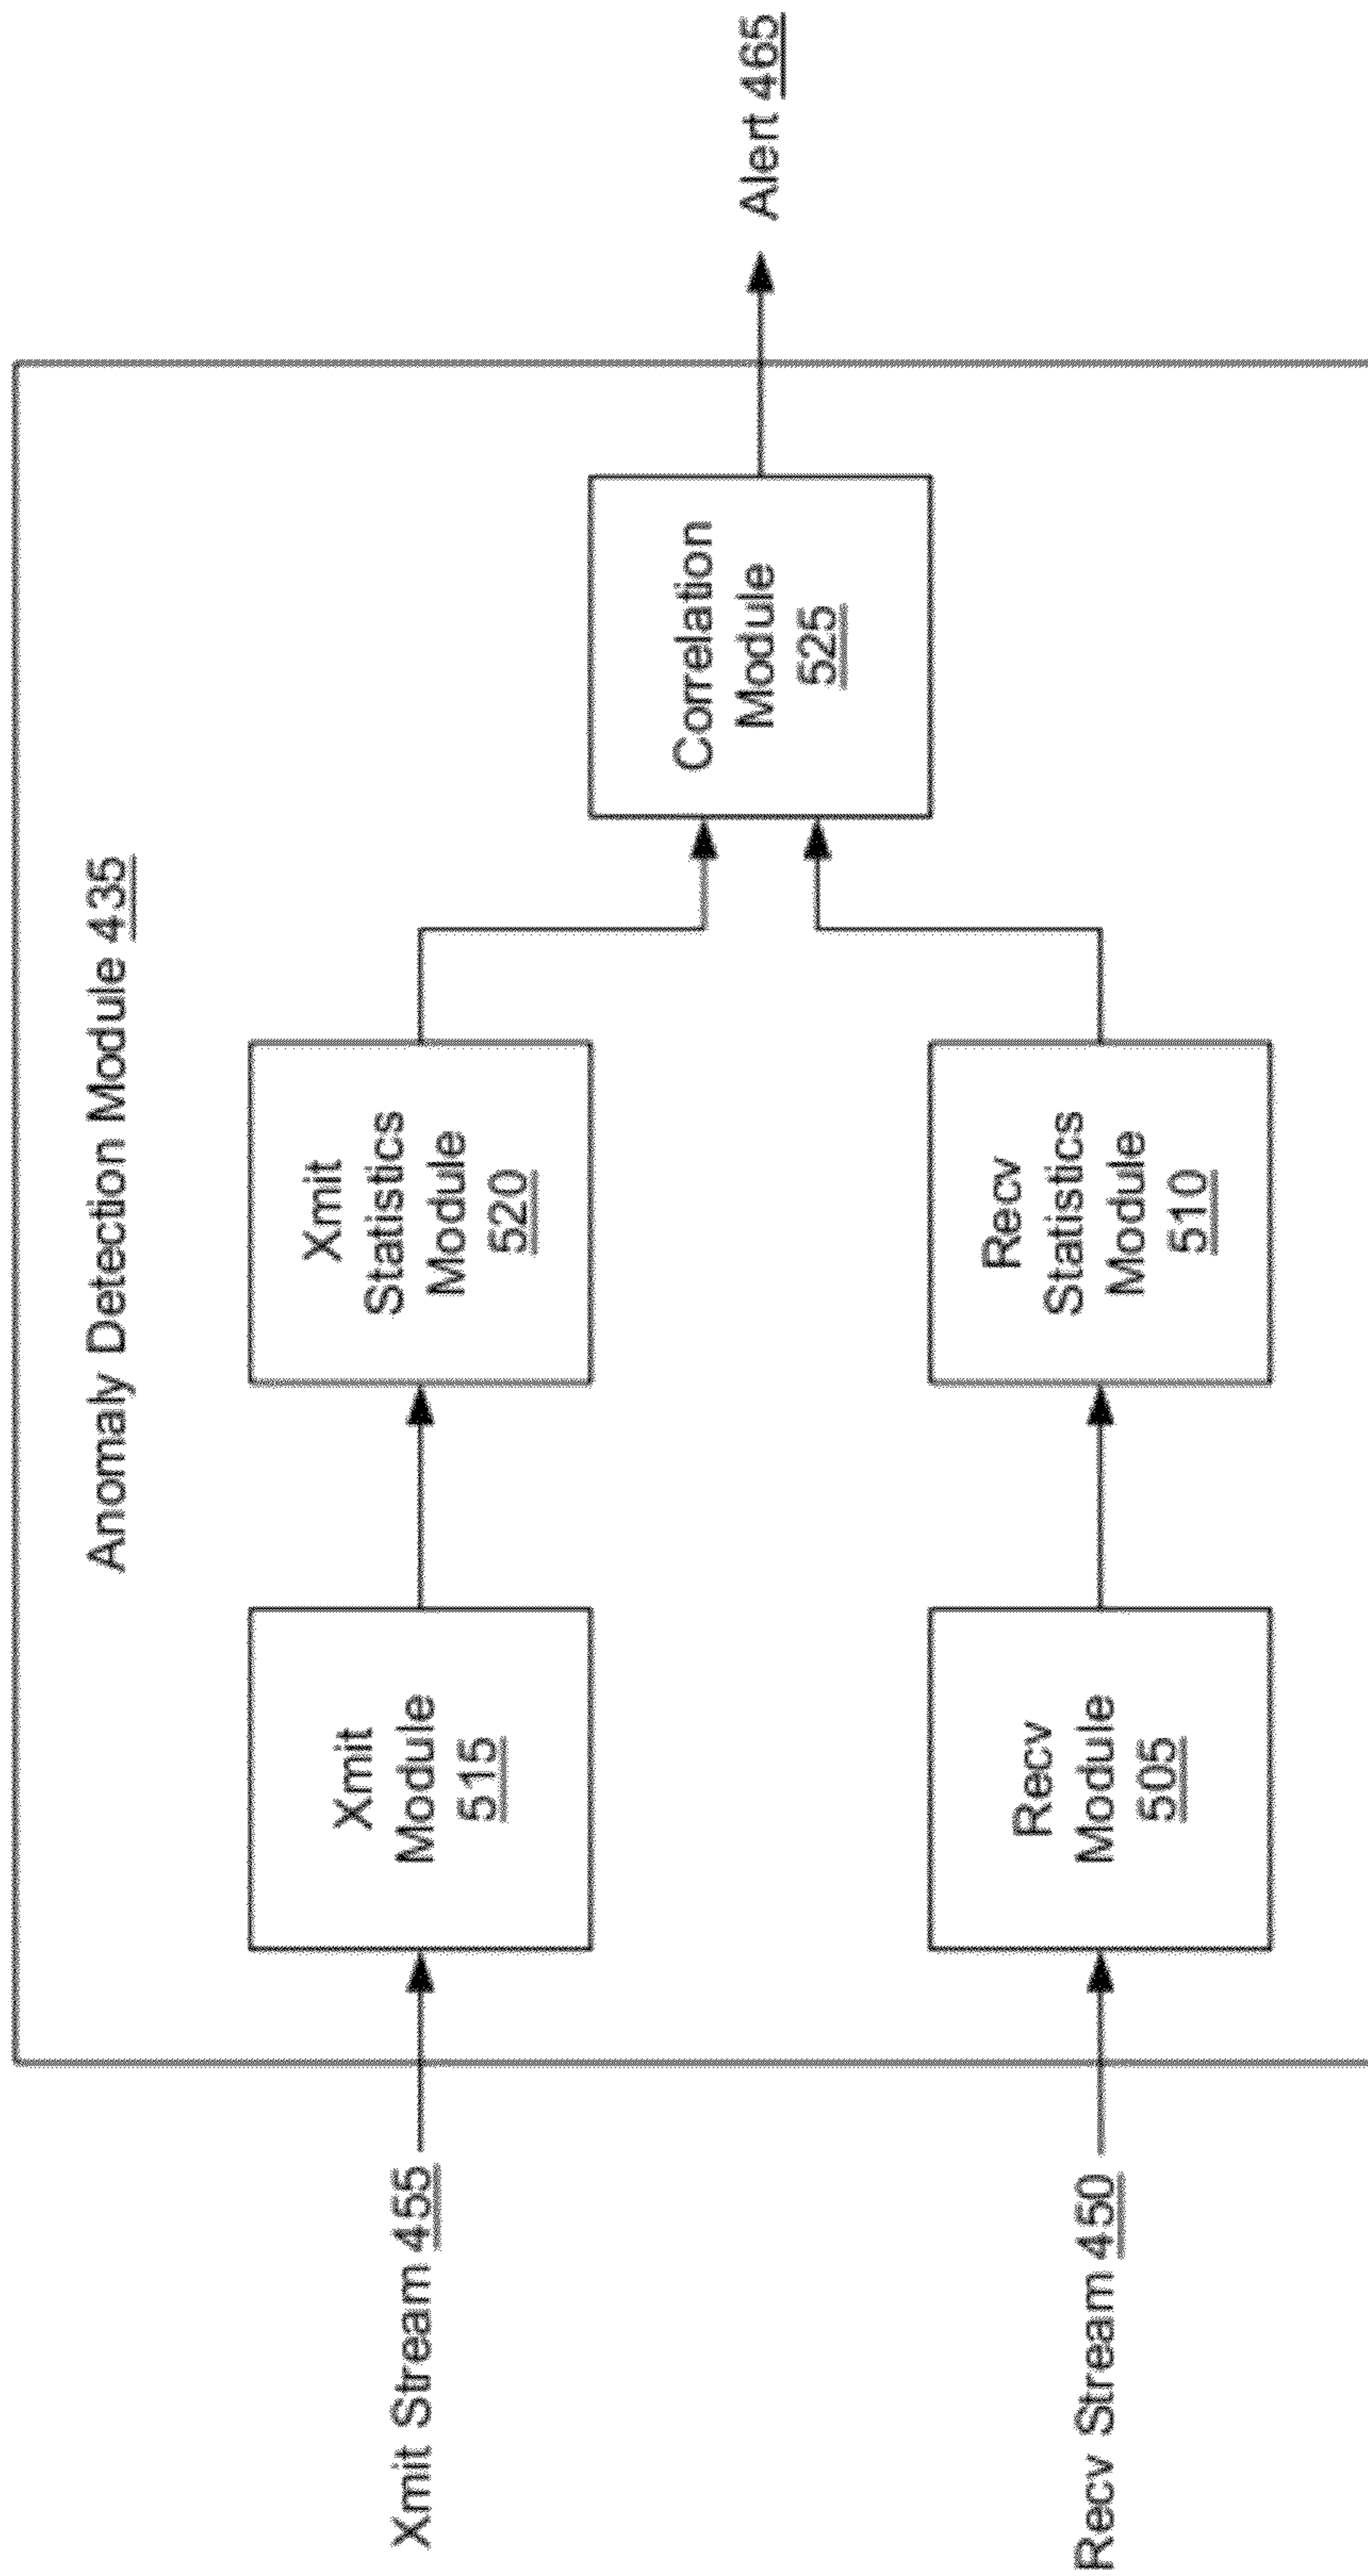 Anomaly Detection Module 435
Xmit Stream 455
Xmit
Module
515
Xmit
Statistics
Module
520
Correlation
Module
525
Alert 465
Recv Stream 450
Recv
Module
505
Recv
Statistics
Module
510